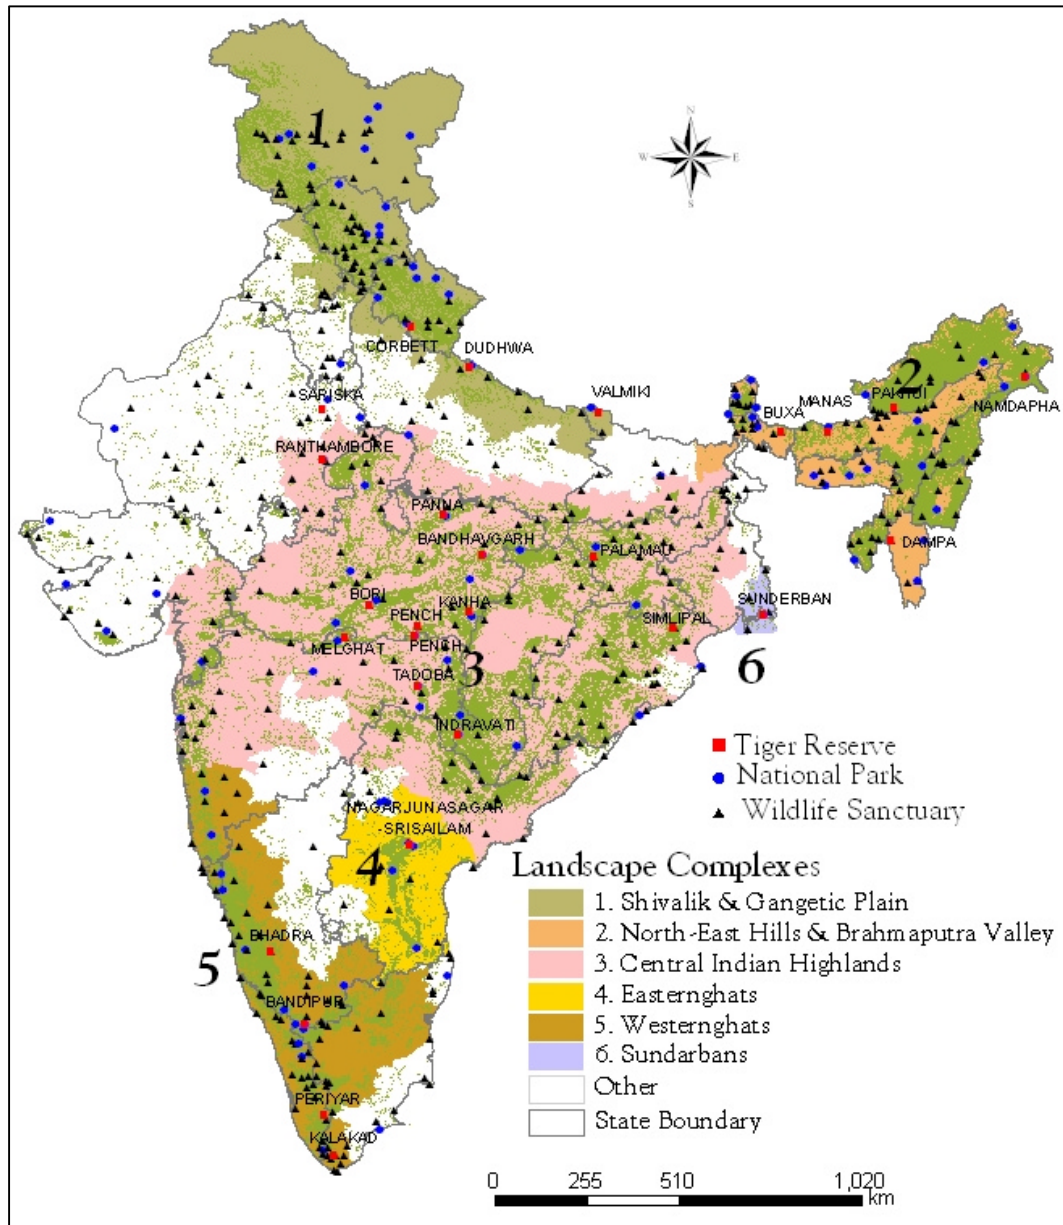 N
W E
S
1
CORBETT
DUDHWA
2
VALMIKI
MANAS
PAKHUI
BUXA
NAMDAPHA
SARISKA
RANTHAMBORE
PANNA
BANDHAVGARH
PALAMAU
DAMPA
BORI
KANHA
SUNDERBAN
PENCH
SIMLIPAL
MELGHAT
PENCH
3
6
TADOBA
INDRAVATI
Tiger Reserve
National Park
Wildlife Sanctuary
NAGARJUNASAGAR
-SRISAILAM
4
Landscape Complexes
1. Shivalik & Gangetic Plain
2. North-East Hills & Brahmaputra Valley
3. Central Indian Highlands
4. Easternghats
5. Westernghats
6. Sundarbans
Other
State Boundary
BHADRA
5
BANDIPUR
PERIYAR
KALAKAD
0 255 510 1,020
km